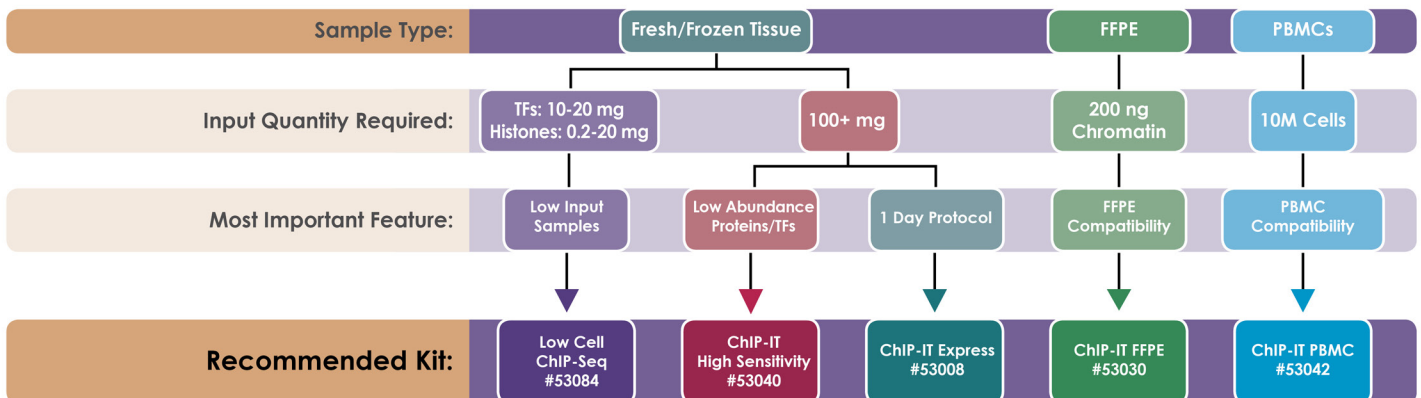 Sample Type:
Fresh/Frozen Tissue
FFPE
PBMCs
Input Quantity Required:
TFs: 10-20 mg
Histones: 0.2-20 mg
100+ mg
200 ng
Chromatin
10M Cells
Most Important Feature:
Low Input
Samples
Low Abundance
Proteins/TFs
1 Day Protocol
FFPE
Compatibility
PBMC
Compatibility
Recommended Kit:
Low Cell
ChIP-Seq
#53084
ChIP-IT
High Sensitivity
#53040
ChIP-IT Express
#53008
ChIP-IT FFPE
#53030
ChIP-IT PBMC
#53042